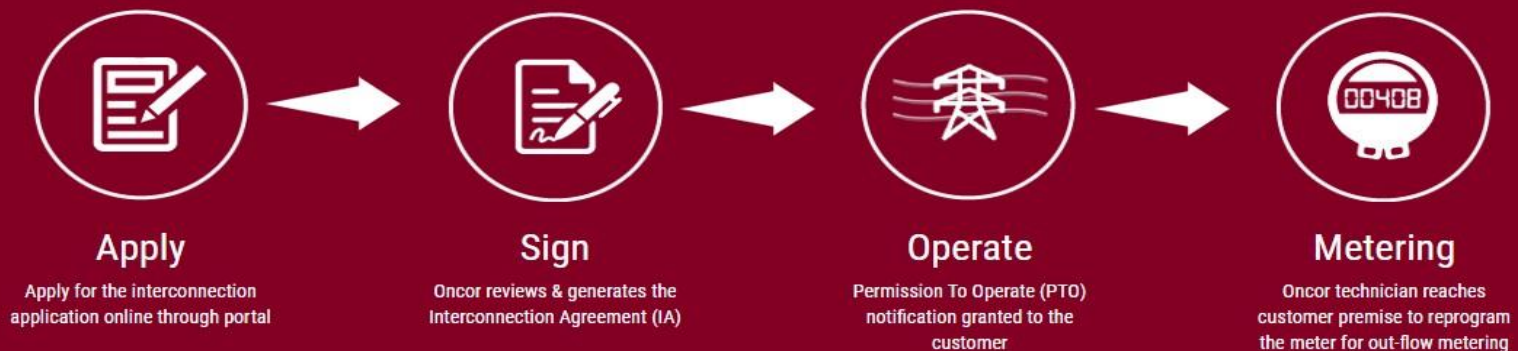 00408
Apply
Apply for the interconnection
application online through portal
Sign
Oncor reviews & generates the
Interconnection Agreement (IA)
Operate
Permission To Operate (PTO)
notification granted to the
customer
Metering
Oncor technician reaches
customer premise to reprogram
the meter for out-flow metering